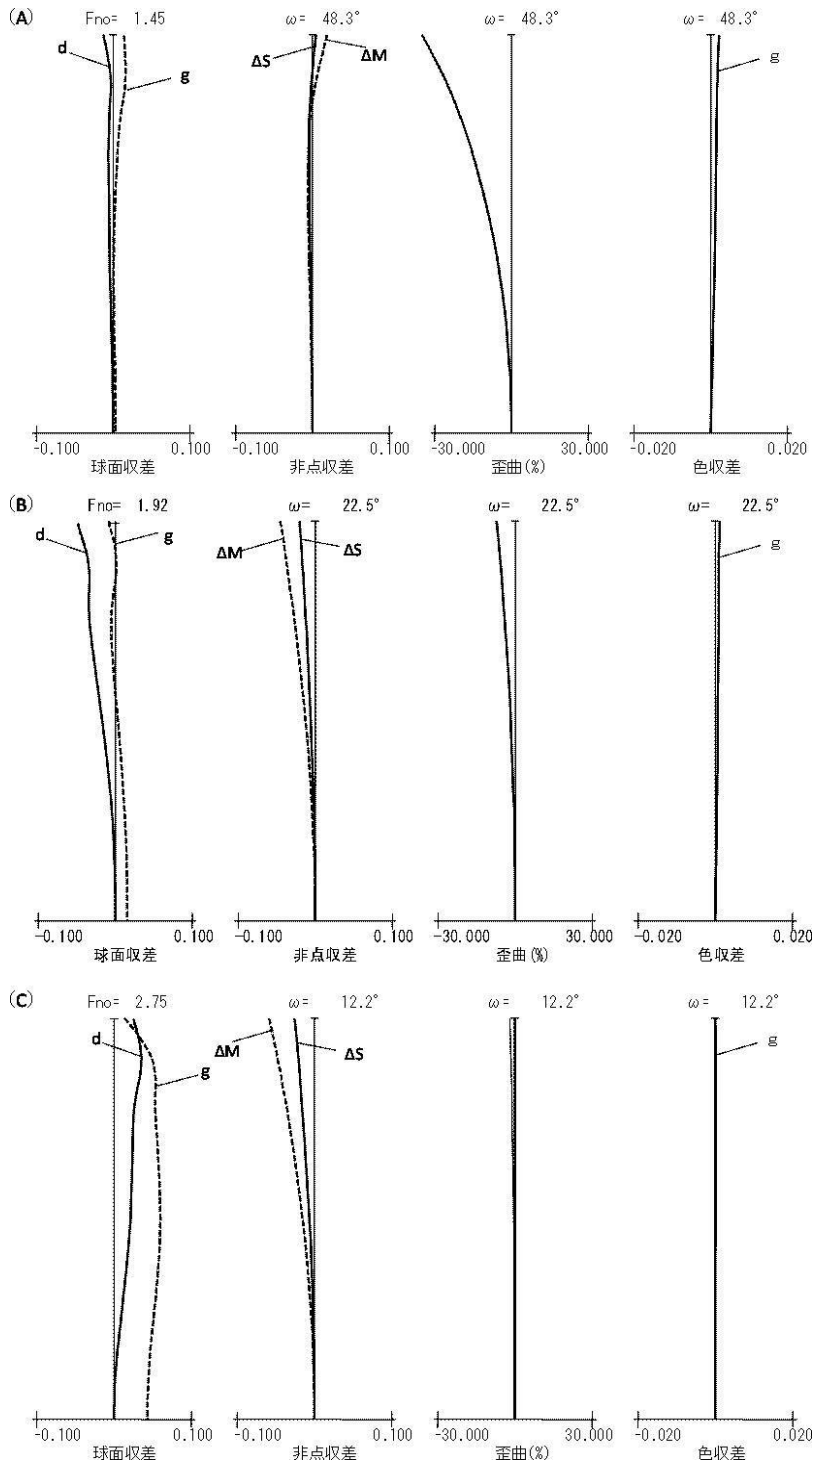 (A)
Fno= 1.45 ω= 48.3° ω= 48.3° ω= 48.3°
d g ΔS ΔM g
-0.100 0.100 -0.100 0.100 -30.000 30.000 -0.020 0.020
球面収差 非点収差 歪曲(%) 色収差
(B)
Fno= 1.92 ω= 22.5° ω= 22.5° ω= 22.5°
d g ΔM ΔS g
-0.100 0.100 -0.100 0.100 -30.000 30.000 -0.020 0.020
球面収差 非点収差 歪曲(%) 色収差
(C)
Fno= 2.75 ω= 12.2° ω= 12.2° ω= 12.2°
d g ΔM ΔS g
-0.100 0.100 -0.100 0.100 -30.000 30.000 -0.020 0.020
球面収差 非点収差 歪曲(%) 色収差